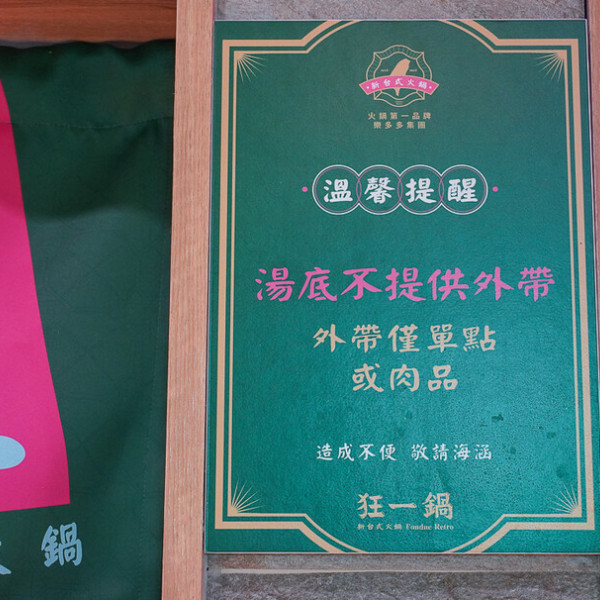 新台式火鍋
火鍋第一品牌
樂多多集團
溫馨提醒
湯底不提供外帶
外帶僅單點
或肉品
造成不便 敬請海涵
狂一鍋
新台式火鍋 Fondue Retro
鍋